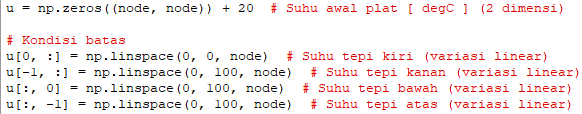 u = np.zeros((node, node)) + 20  # Suhu awal plat [ degC ] (2 dimensi)
# Kondisi batas
u[0, :] = np.linspace(0, 0, node)  # Suhu tepi kiri (variasi linear)
u[-1, :] = np.linspace(0, 100, node)  # Suhu tepi kanan (variasi linear)
u[:, 0] = np.linspace(0, 100, node)  # Suhu tepi bawah (variasi linear)
u[:, -1] = np.linspace(0, 100, node)  # Suhu tepi atas (variasi linear)